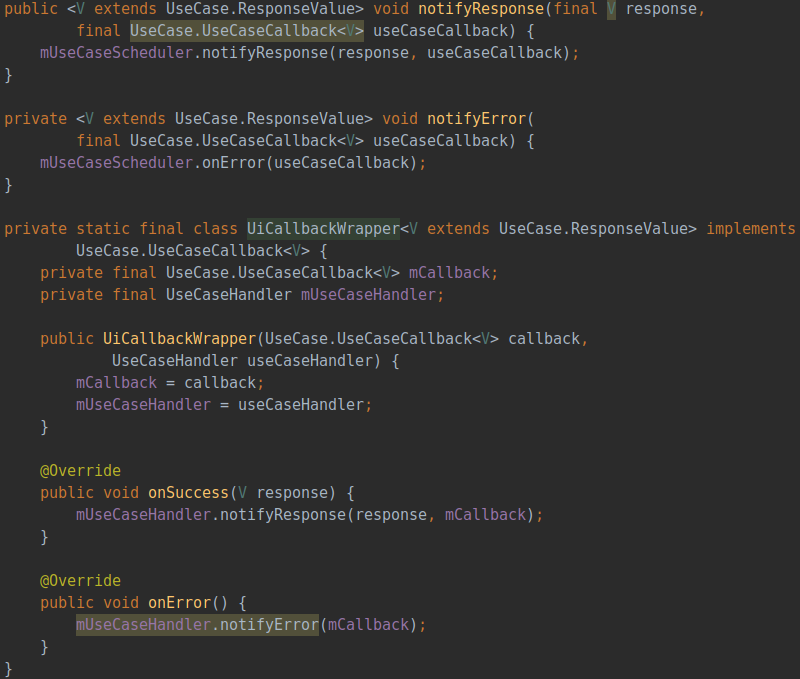 public <V extends UseCase.ResponseValue> void notifyResponse(final V response,
        final UseCase.UseCaseCallback<V> useCaseCallback) {
    mUseCaseScheduler.notifyResponse(response, useCaseCallback);
}

private <V extends UseCase.ResponseValue> void notifyError(
        final UseCase.UseCaseCallback<V> useCaseCallback) {
    mUseCaseScheduler.onError(useCaseCallback);
}

private static final class UiCallbackWrapper<V extends UseCase.ResponseValue> implements
        UseCase.UseCaseCallback<V> {
    private final UseCase.UseCaseCallback<V> mCallback;
    private final UseCaseHandler mUseCaseHandler;

    public UiCallbackWrapper(UseCase.UseCaseCallback<V> callback,
            UseCaseHandler useCaseHandler) {
        mCallback = callback;
        mUseCaseHandler = useCaseHandler;
    }

    @Override
    public void onSuccess(V response) {
        mUseCaseHandler.notifyResponse(response, mCallback);
    }

    @Override
    public void onError() {
        mUseCaseHandler.notifyError(mCallback);
    }
}